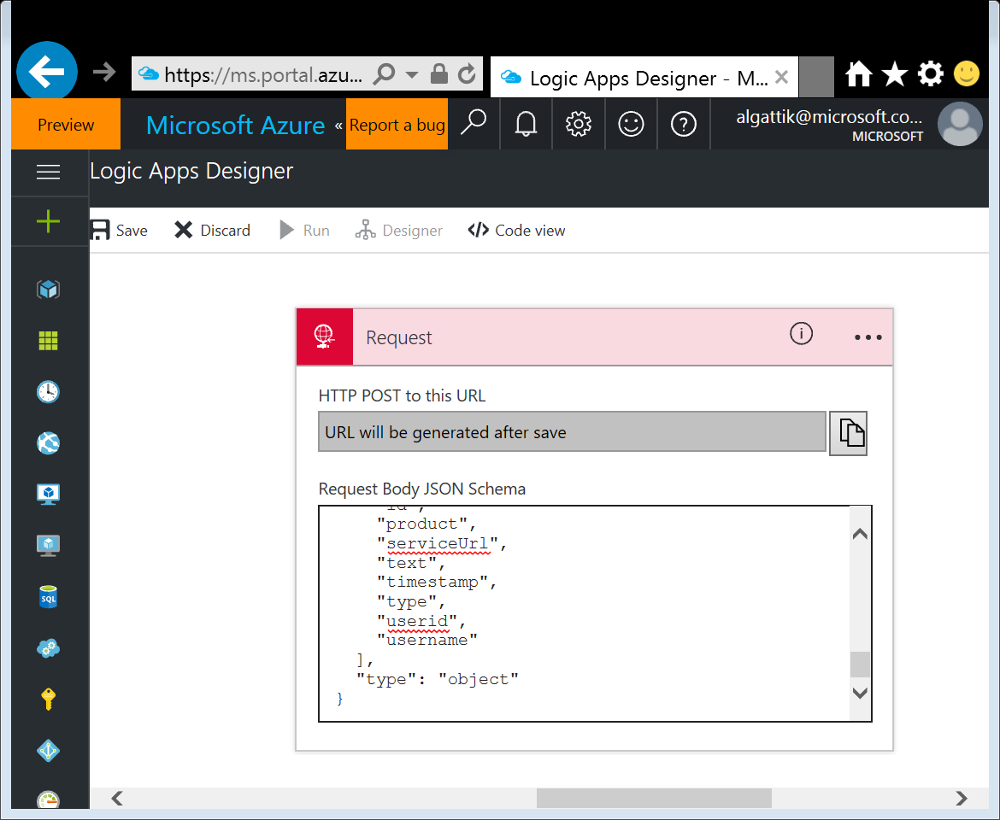 https://ms.portal.azu...
Logic Apps Designer - M...
Preview
Microsoft Azure «
Report a bug
algattik@microsoft.co...
MICROSOFT
Logic Apps Designer
Save Discard Run Designer </> Code view
Request
HTTP POST to this URL
URL will be generated after save
Request Body JSON Schema
"product",
"serviceUrl",
"text",
"timestamp",
"type",
"userid",
"username"
],
"type": "object"
}
SQL